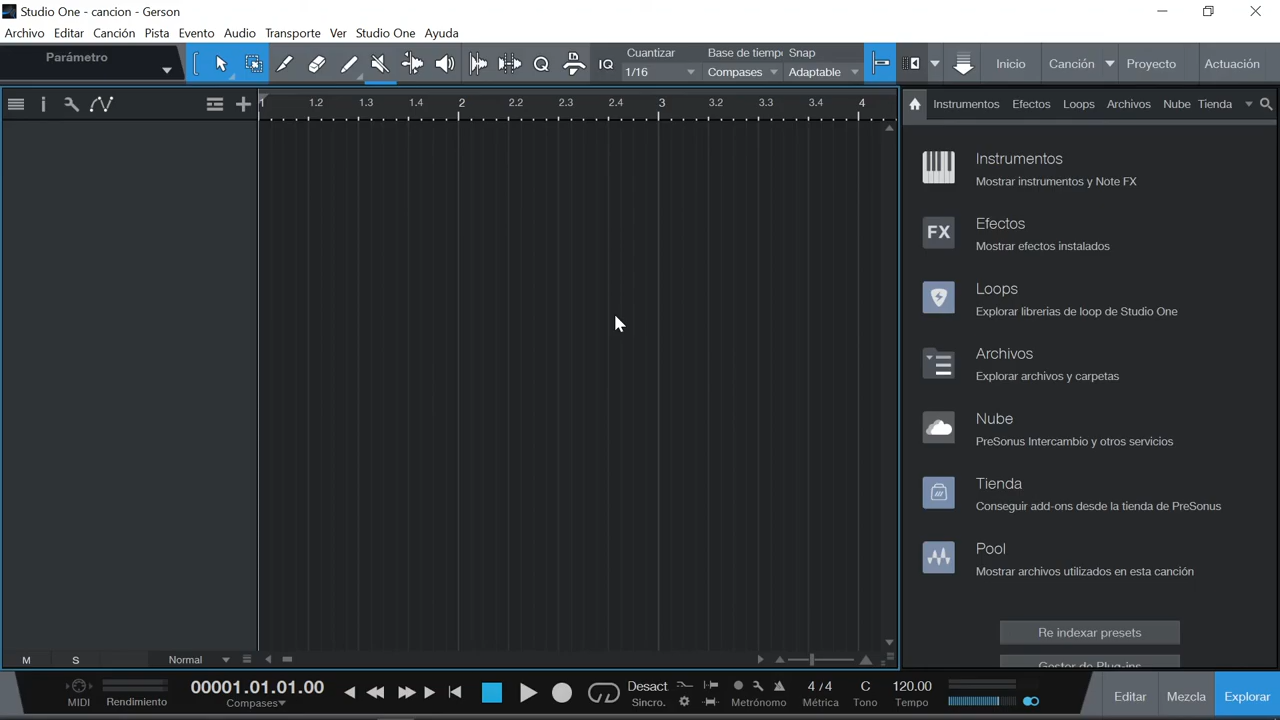 Studio One - cancion - Gerson
Archivo Editar Canción Pista Evento Audio Transporte Ver Studio One Ayuda
Parámetro
IQ
Cuantizar
1/16
Base de tiemp
Compases
Snap
Adaptable
Inicio
Canción
Proyecto
Actuación
1 1.2 1.3 1.4 2 2.2 2.3 2.4 3 3.2 3.3 3.4 4
Instrumentos Efectos Loops Archivos Nube Tienda
Instrumentos
Mostrar instrumentos y Note FX
FX
Efectos
Mostrar efectos instalados
Loops
Explorar librerias de loop de Studio One
Archivos
Explorar archivos y carpetas
Nube
PreSonus Intercambio y otros servicios
Tienda
Conseguir add-ons desde la tienda de PreSonus
Pool
Mostrar archivos utilizados en esta canción
Re indexar presets
Gestor de Plug-ins
M S Normal
MIDI
Rendimiento
00001.01.01.00
Compases
Desact
Sincro.
Metrónomo
4 / 4
Métrica
C
Tono
120.00
Tempo
Editar
Mezcla
Explorar